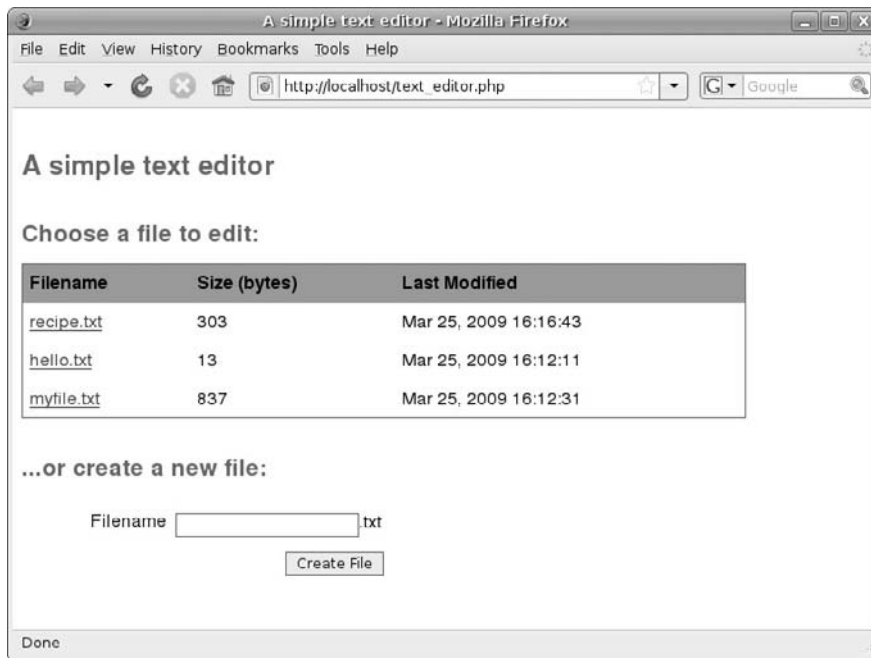 A simple text editor - Mozilla Firefox
File Edit View History Bookmarks Tools Help
http://localhost/text_editor.php G Google
A simple text editor
Choose a file to edit:
Filename Size (bytes) Last Modified
recipe.txt 303 Mar 25, 2009 16:16:43
hello.txt 13 Mar 25, 2009 16:12:11
myfile.txt 837 Mar 25, 2009 16:12:31
...or create a new file:
Filename .txt
Create File
Done